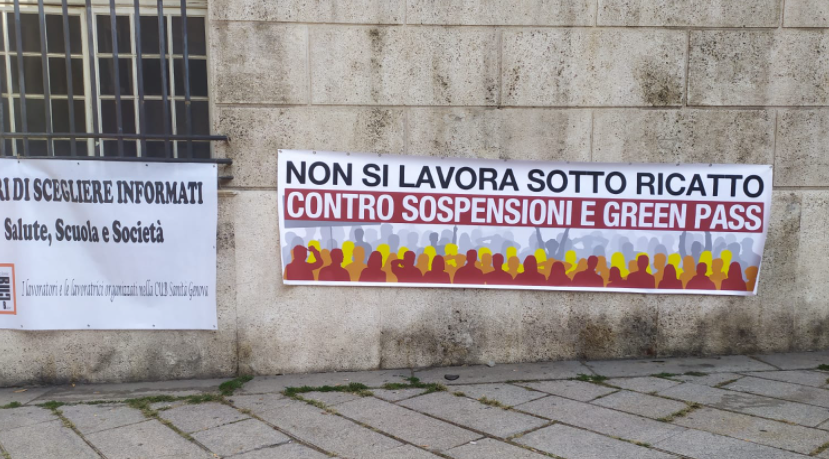 RI DI SCEGLIERE INFORMATI
Salute, Scuola e Società
I lavoratori e le lavoratrici organizzati nella CUB Sanità Genova
NON SI LAVORA SOTTO RICATTO
CONTRO SOSPENSIONI E GREEN PASS